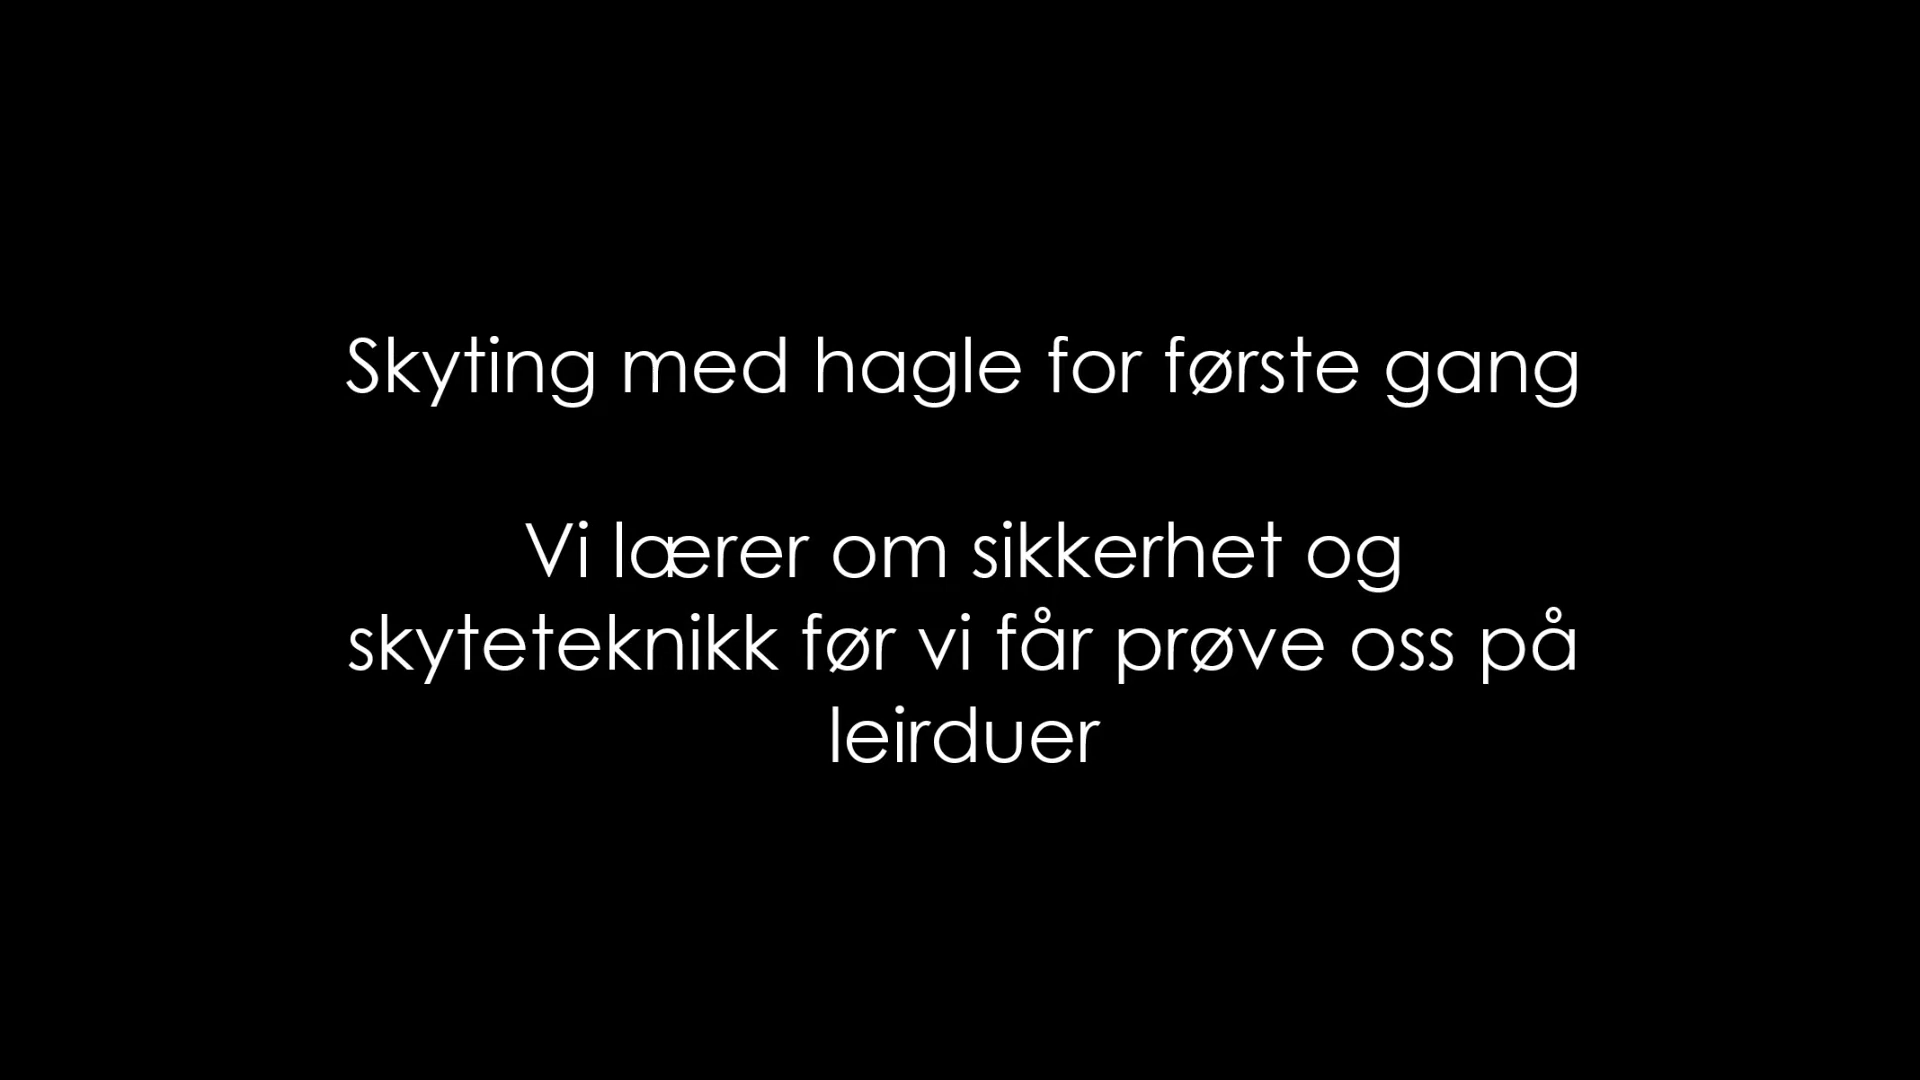 Skyting med hagle for første gang
Vi lærer om sikkerhet og
skyteteknikk før vi får prøve oss på
leirduer